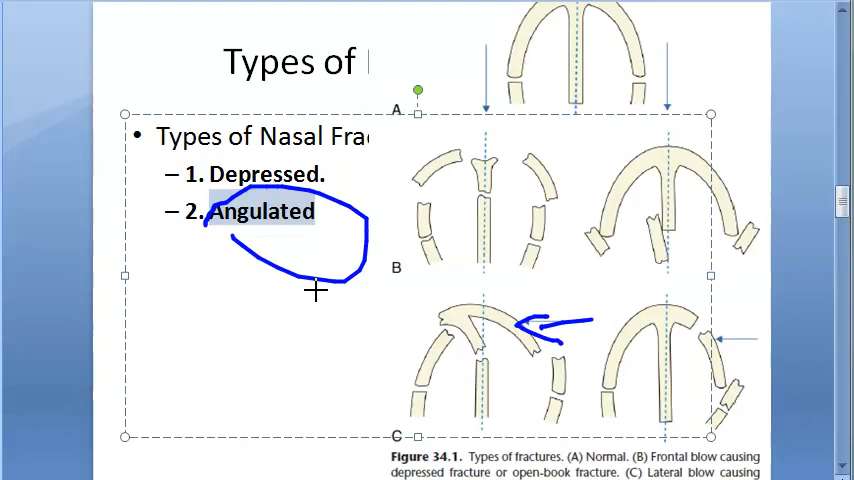 Types of
• Types of Nasal Frac
– 1. Depressed.
– 2. Angulated
A
B
C
Figure 34.1. Types of fractures. (A) Normal. (B) Frontal blow causing
depressed fracture or open-book fracture. (C) Lateral blow causing